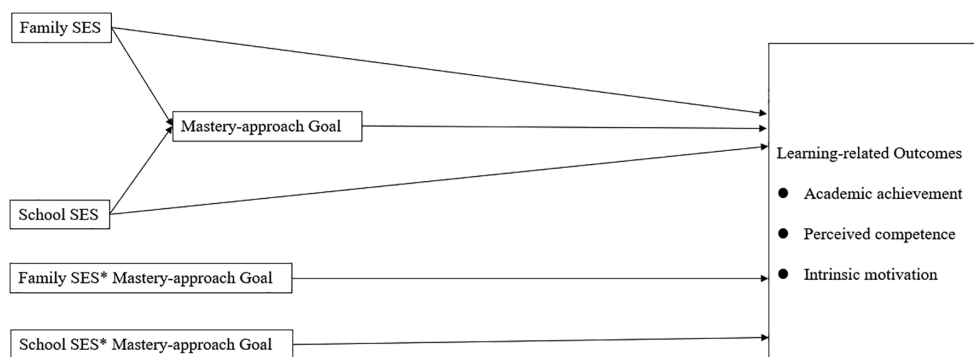 Family SES
Mastery-approach Goal
School SES
Family SES* Mastery-approach Goal
School SES* Mastery-approach Goal
Learning-related Outcomes
● Academic achievement
● Perceived competence
● Intrinsic motivation